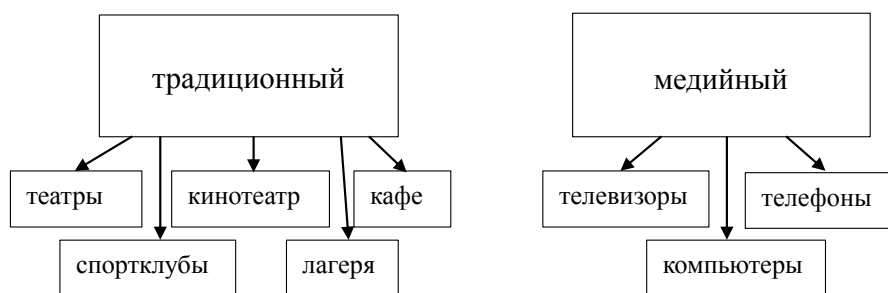 традиционный
медийный
театры
кинотеатр
кафе
телевизоры
телефоны
спортклубы
лагеря
компьютеры